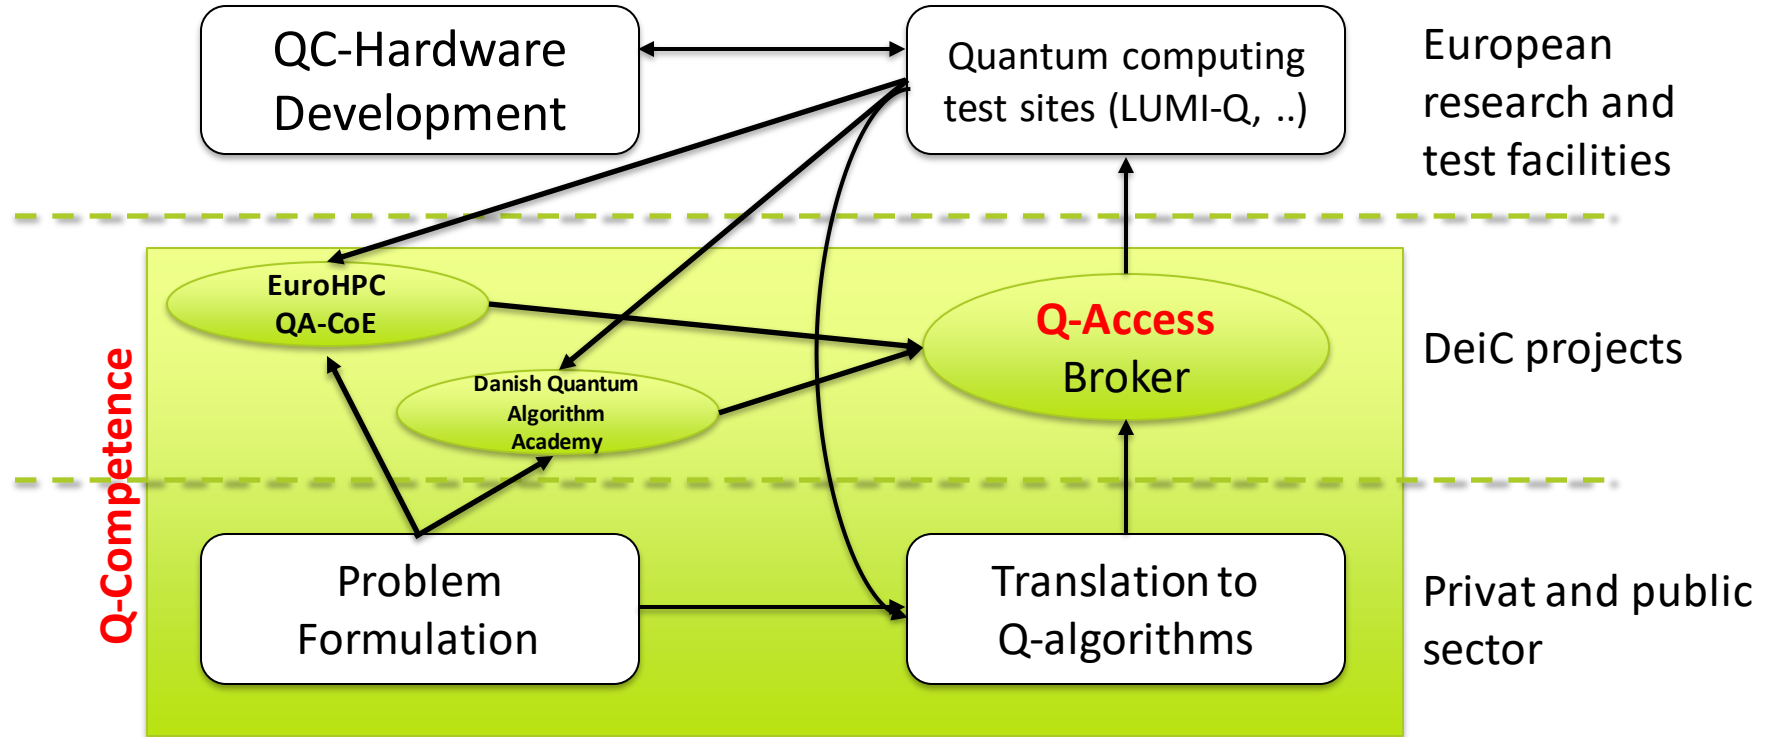 QC-Hardware
Development
Quantum computing
test sites (LUMI-Q, ..)
European
research and
test facilities
EuroHPC
QA-CoE
Danish Quantum
Algorithm
Academy
Q-Access
Broker
DeiC projects
Q-Competence
Problem
Formulation
Translation to
Q-algorithms
Privat and public
sector